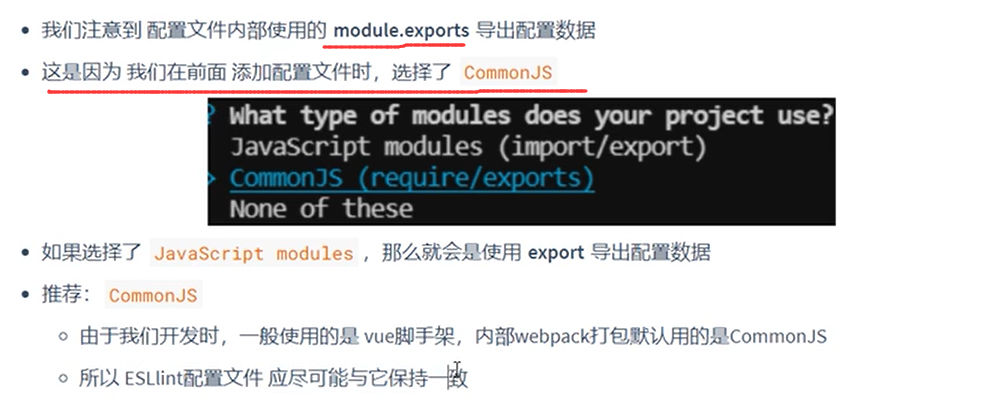 我们注意到 配置文件内部使用的 module.exports 导出配置数据
这是因为 我们在前面 添加配置文件时，选择了 CommonJS
? What type of modules does your project use?
JavaScript modules (import/export)
> CommonJS (require/exports)
None of these
如果选择了 JavaScript modules ，那么就会是使用 export 导出配置数据
推荐： CommonJS
由于我们开发时，一般使用的是 vue脚手架，内部webpack打包默认用的是CommonJS
所以 ESLlint配置文件 应尽可能与它保持一致